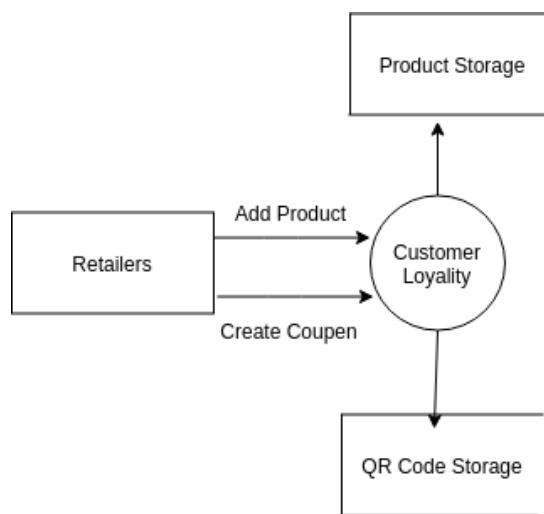 Product Storage
Add Product
Retailers
Customer
Loyality
Create Coupen
QR Code Storage